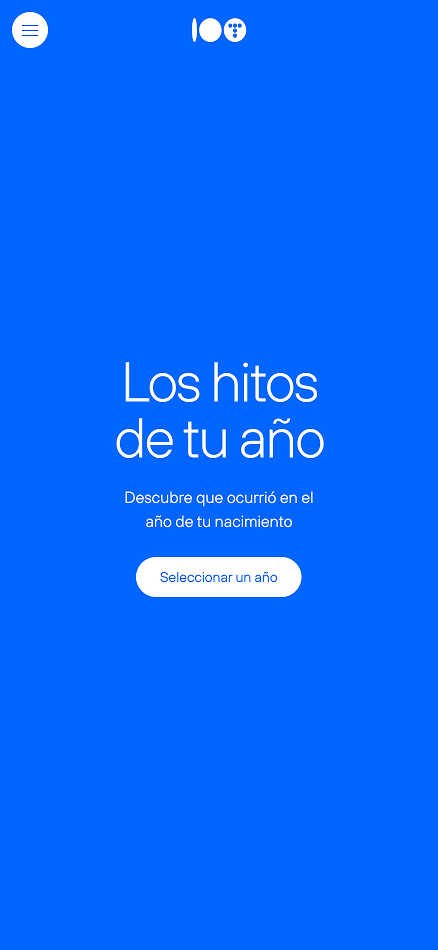 Los hitos
de tu año
Descubre que ocurrió en el
año de tu nacimiento
Seleccionar un año